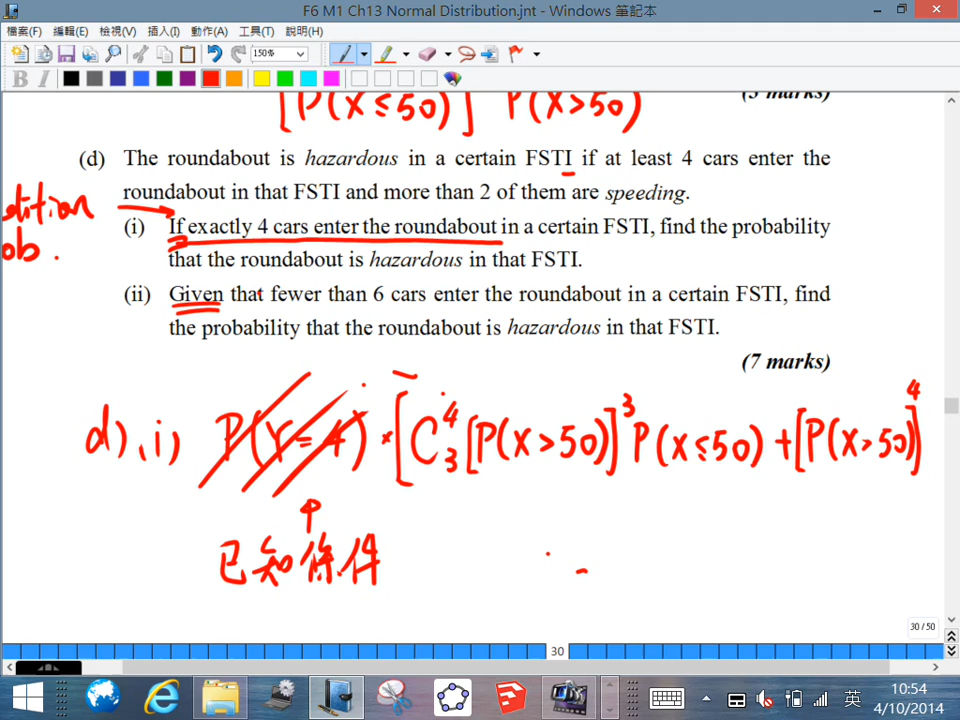 F6 M1 Ch13 Normal Distribution.jnt - Windows 筆記本
檔案(F) 編輯(E) 檢視(V) 插入(I) 動作(A) 工具(T) 說明(H)
150%
B I
[P(X≤50)] P(X>50)
(d) The roundabout is hazardous in a certain FSTI if at least 4 cars enter the
roundabout in that FSTI and more than 2 of them are speeding.
(i) If exactly 4 cars enter the roundabout in a certain FSTI, find the probability
that the roundabout is hazardous in that FSTI.
(ii) Given that fewer than 6 cars enter the roundabout in a certain FSTI, find
the probability that the roundabout is hazardous in that FSTI.
(7 marks)
d),i) P(Y=4) × [C 4 3 [P(X>50)]³ P(X≤50) + [P(X>50)]⁴
已知條件
30 / 50
30
英
10:54
4/10/2014